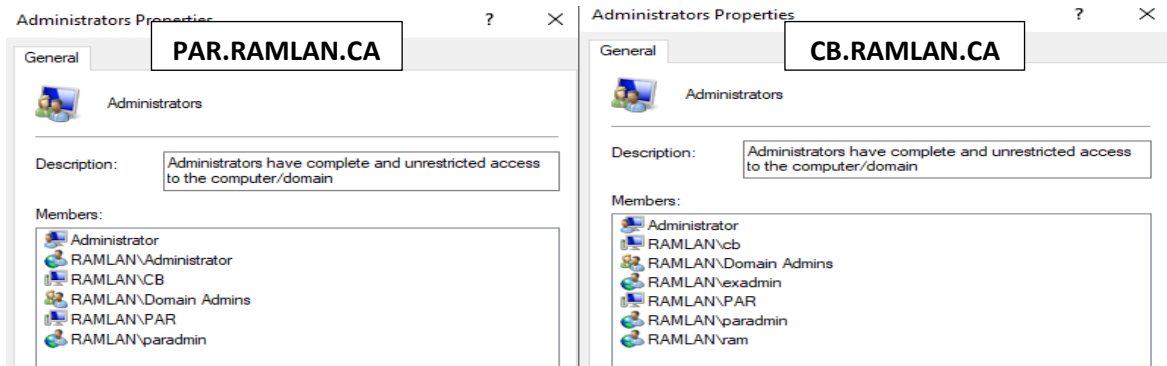 Administrators Properties ? ×
PAR.RAMLAN.CA
General
Administrators
Description: Administrators have complete and unrestricted access
to the computer/domain
Members:
Administrator
RAMLAN\Administrator
RAMLAN\CB
RAMLAN\Domain Admins
RAMLAN\PAR
RAMLAN\paradmin
Administrators Properties ? ×
CB.RAMLAN.CA
General
Administrators
Description: Administrators have complete and unrestricted access
to the computer/domain
Members:
Administrator
RAMLAN\cb
RAMLAN\Domain Admins
RAMLAN\exadmin
RAMLAN\PAR
RAMLAN\paradmin
RAMLAN\ram